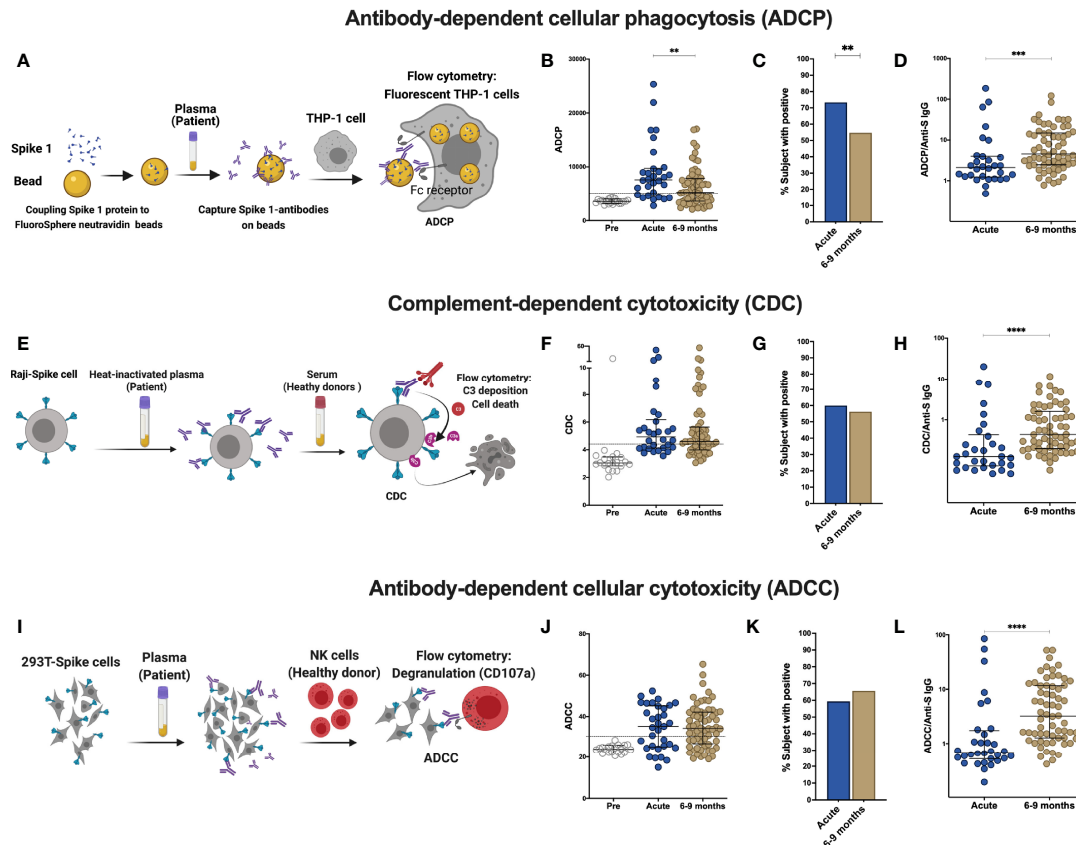 Antibody-dependent cellular phagocytosis (ADCP)
A
Spike 1
Bead
Plasma
(Patient)
THP-1 cell
Flow cytometry:
Fluorescent THP-1 cells
Fc receptor
ADCP
Coupling Spike 1 protein to
FluoroSphere neutravidin beads
Capture Spike 1-antibodies
on beads
B
**
ADCP
30000
20000
10000
0
Pre
Acute
6-9 months
C
**
% Subject with positive
100
90
80
70
60
50
40
30
20
10
0
Acute
6-9 months
D
***
ADCP/Anti-S IgG
1000
100
10
1
Acute
6-9 months
Complement-dependent cytotoxicity (CDC)
E
Raji-Spike cell
Heat-inactivated plasma
(Patient)
Serum
(Heathy donors )
Flow cytometry:
C3 deposition
Cell death
C3
CDC
F
CDC
60
10
8
6
4
2
0
Pre
Acute
6-9 months
G
% Subject with positive
100
90
80
70
60
50
40
30
20
10
0
Acute
6-9 months
H
****
CDC/Anti-S IgG
100
10
1
Acute
6-9 months
Antibody-dependent cellular cytotoxicity (ADCC)
I
293T-Spike cells
Plasma
(Patient)
NK cells
(Healthy donor)
Flow cytometry:
Degranulation (CD107a)
ADCC
J
ADCC
80
60
40
20
0
Pre
Acute
6-9 months
K
% Subject with positive
100
90
80
70
60
50
40
30
20
10
0
Acute
6-9 months
L
****
ADCC/Anti-S IgG
100
10
1
Acute
6-9 months